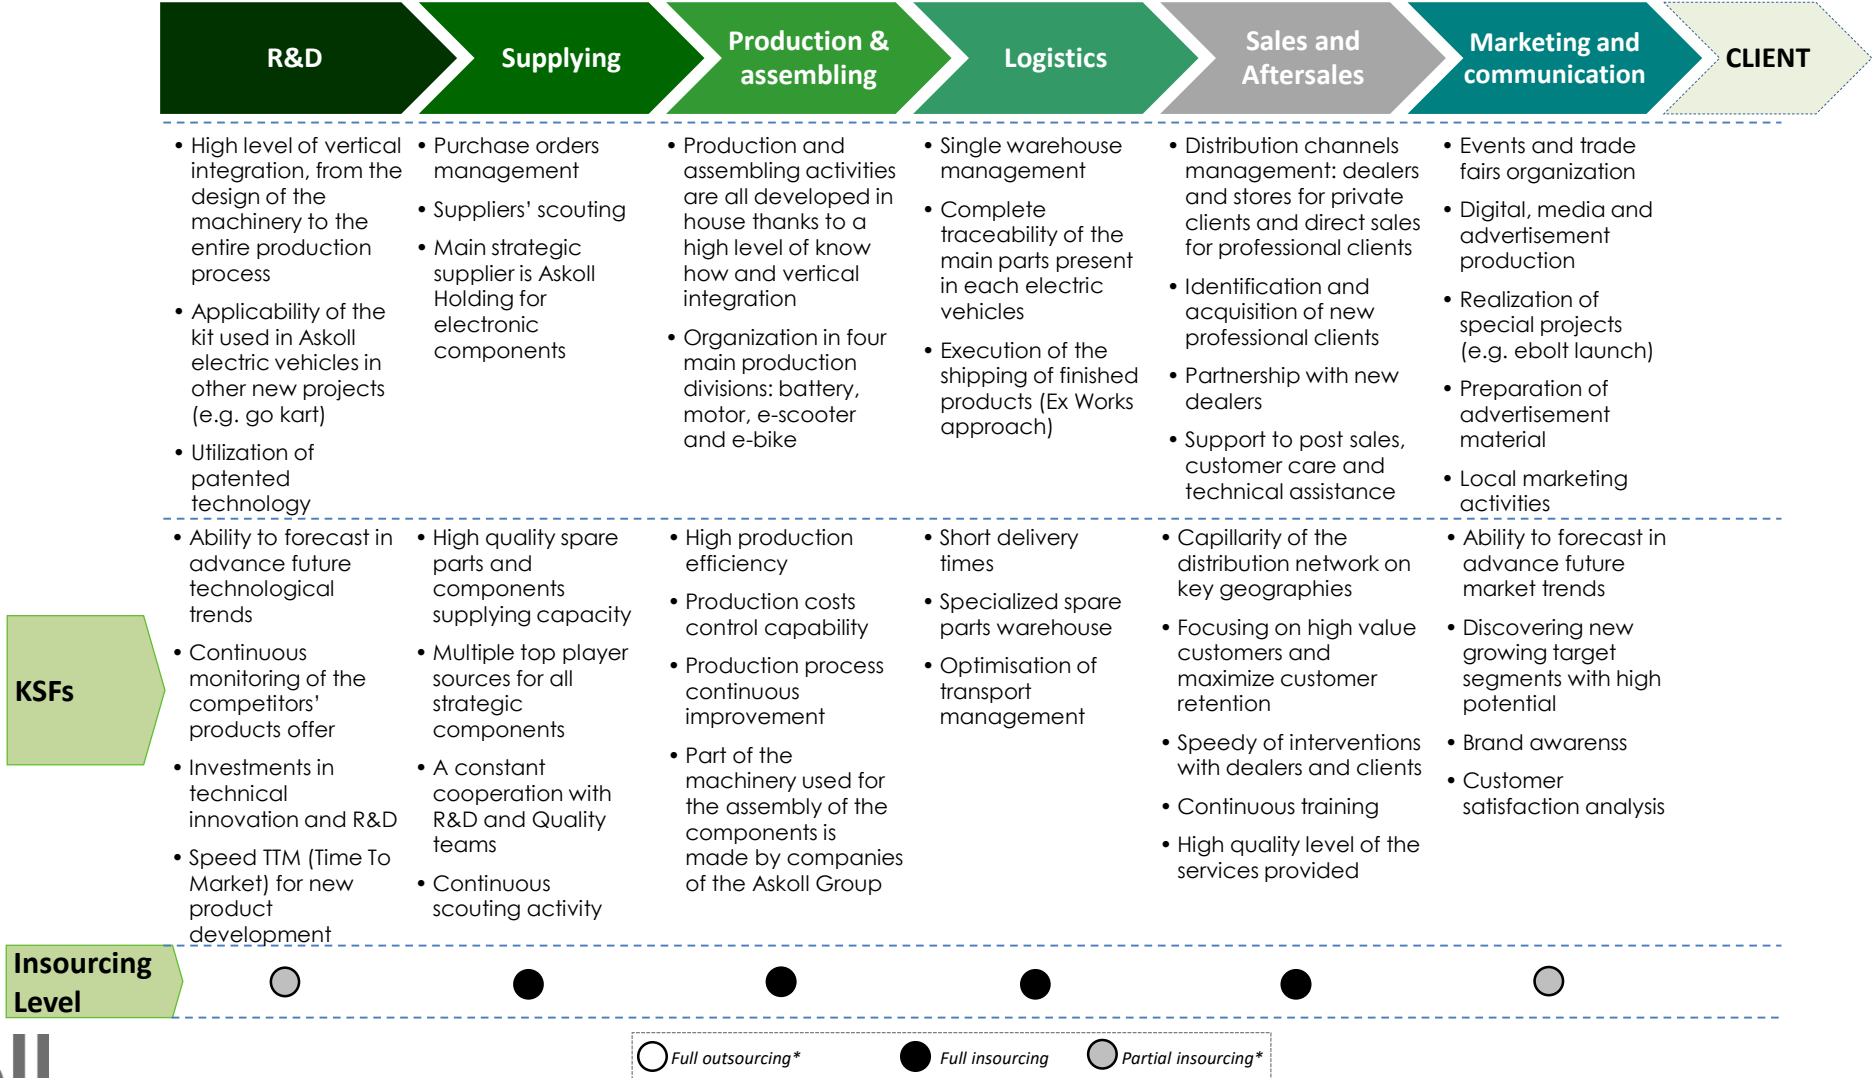 R&D
Supplying
Production &
assembling
Logistics
Sales and
Aftersales
Marketing and
communication
CLIENT
• High level of vertical
integration, from the
design of the
machinery to the
entire production
process
• Applicability of the
kit used in Askoll
electric vehicles in
other new projects
(e.g. go kart)
• Utilization of
patented
technology
• Purchase orders
management
• Suppliers' scouting
• Main strategic
supplier is Askoll
Holding for
electronic
components
• Production and
assembling activities
are all developed in
house thanks to a
high level of know
how and vertical
integration
• Organization in four
main production
divisions: battery,
motor, e-scooter
and e-bike
• Single warehouse
management
• Complete
traceability of the
main parts present
in each electric
vehicles
• Execution of the
shipping of finished
products (Ex Works
approach)
• Distribution channels
management: dealers
and stores for private
clients and direct sales
for professional clients
• Identification and
acquisition of new
professional clients
• Partnership with new
dealers
• Support to post sales,
customer care and
technical assistance
• Events and trade
fairs organization
• Digital, media and
advertisement
production
• Realization of
special projects
(e.g. ebolt launch)
• Preparation of
advertisement
material
• Local marketing
activities
KSFs
• Ability to forecast in
advance future
technological
trends
• Continuous
monitoring of the
competitors'
products offer
• Investments in
technical
innovation and R&D
• Speed TTM (Time To
Market) for new
product
development
• High quality spare
parts and
components
supplying capacity
• Multiple top player
sources for all
strategic
components
• A constant
cooperation with
R&D and Quality
teams
• Continuous
scouting activity
• High production
efficiency
• Production costs
control capability
• Production process
continuous
improvement
• Part of the
machinery used for
the assembly of the
components is
made by companies
of the Askoll Group
• Short delivery
times
• Specialized spare
parts warehouse
• Optimisation of
transport
management
• Capillarity of the
distribution network on
key geographies
• Focusing on high value
customers and
maximize customer
retention
• Speedy of interventions
with dealers and clients
• Continuous training
• High quality level of the
services provided
• Ability to forecast in
advance future
market trends
• Discovering new
growing target
segments with high
potential
• Brand awarenss
• Customer
satisfaction analysis
Insourcing
Level
Full outsourcing*
Full insourcing
Partial insourcing*